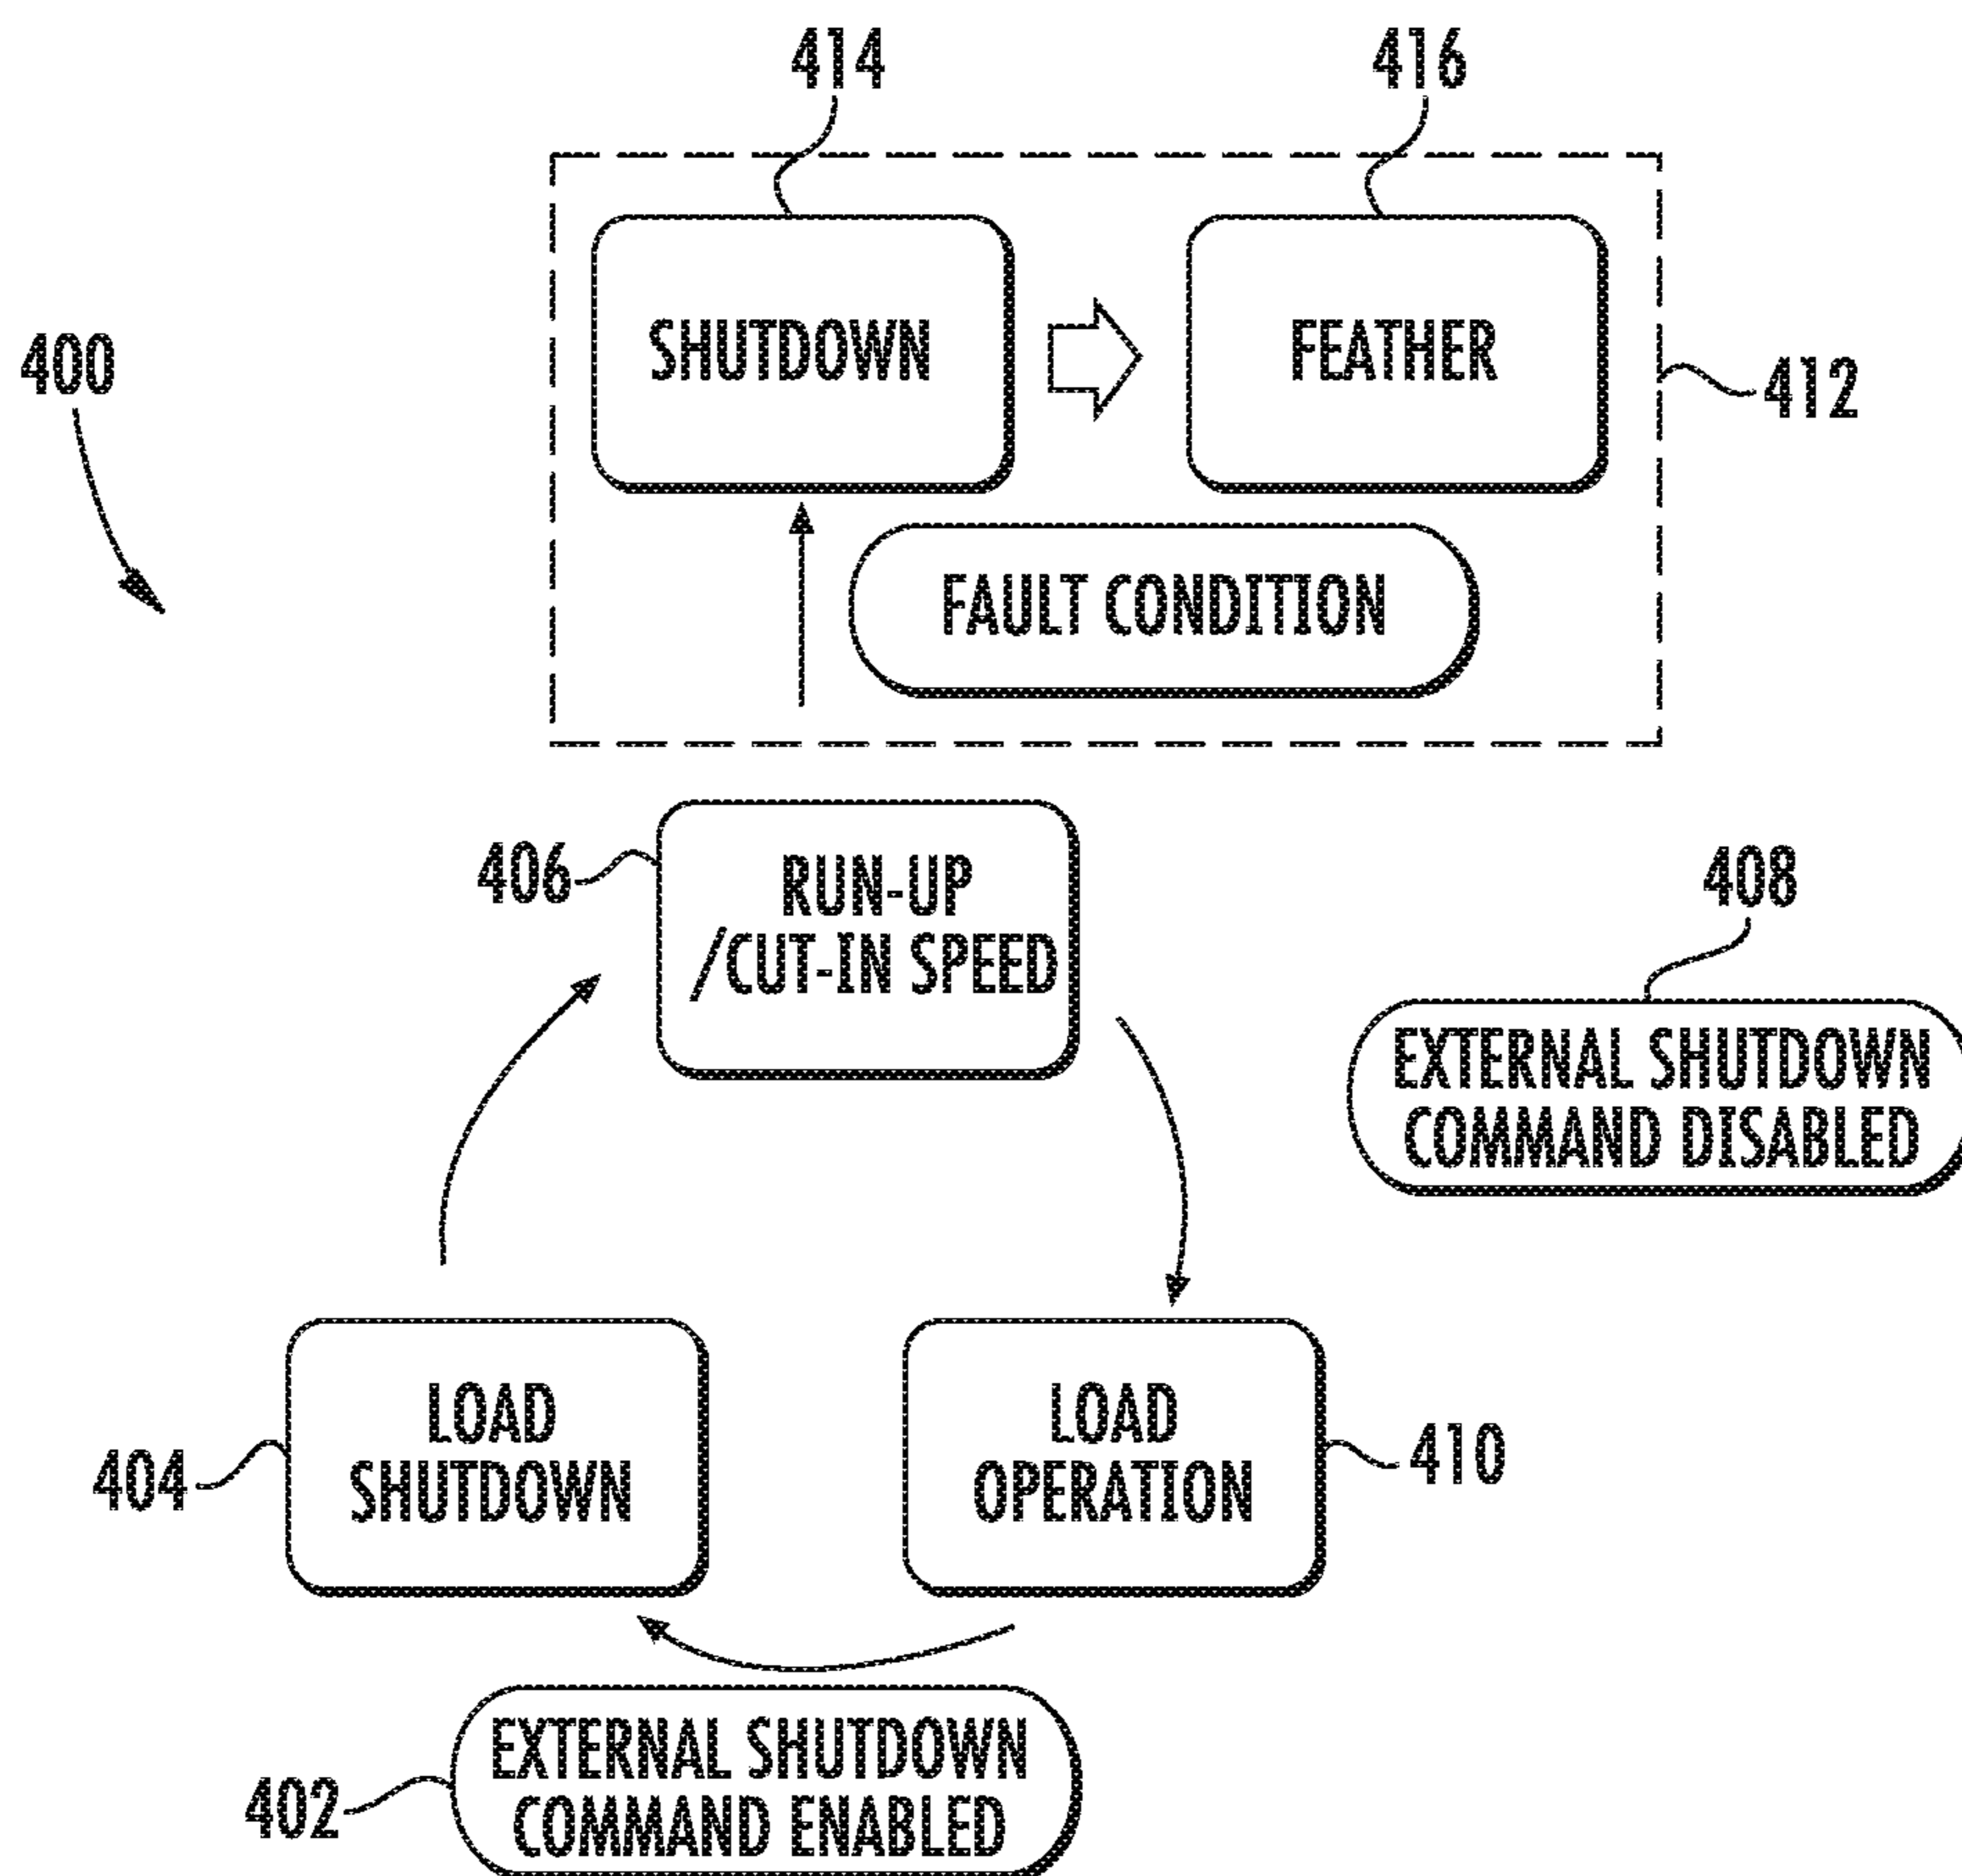 414
416
SHUTDOWN
FEATHER
400
412
FAULT CONDITION
406
RUN-UP
/CUT-IN SPEED
408
EXTERNAL SHUTDOWN
COMMAND DISABLED
404
LOAD
SHUTDOWN
LOAD
OPERATION
410
402
EXTERNAL SHUTDOWN
COMMAND ENABLED